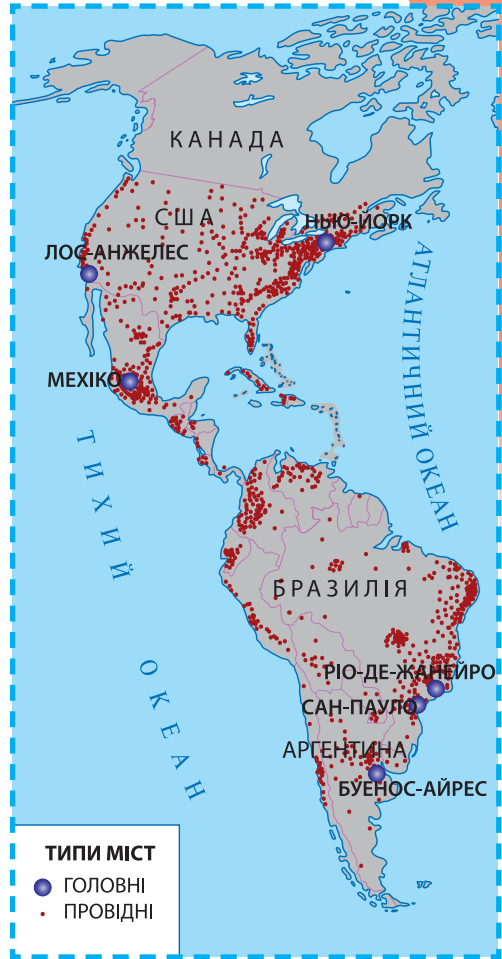 КАНАДА
США
НЬЮ-ЙОРК
ЛОС-АНЖЕЛЕС
АТЛАНТИЧНИЙ ОКЕАН
МЕХІКО
ТИХИЙ ОКЕАН
БРАЗИЛІЯ
РІО-ДЕ-ЖАНЕЙРО
САН-ПАУЛО
АРГЕНТИНА
БУЕНОС-АЙРЕС
ТИПИ МІСТ
ГОЛОВНІ
ПРОВІДНІ